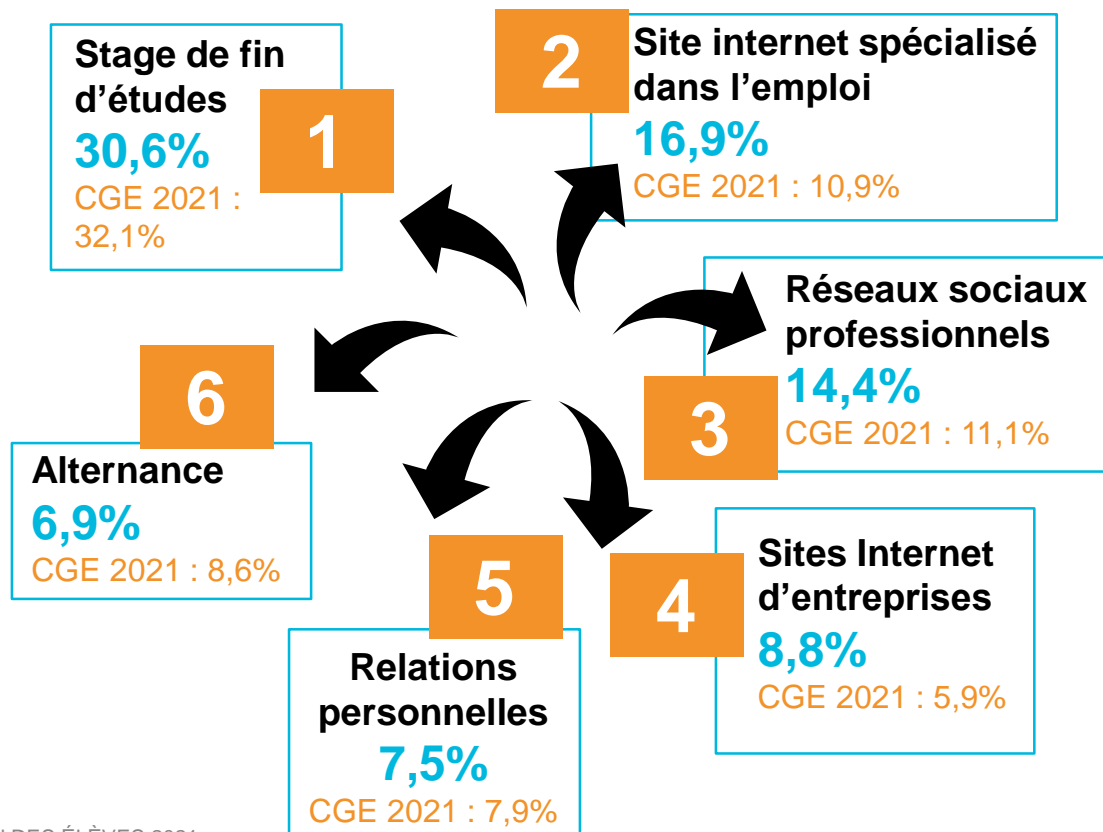 1
Stage de fin
d’études
30,6%
CGE 2021 :
32,1%
2
Site internet spécialisé
dans l’emploi
16,9%
CGE 2021 : 10,9%
3
Réseaux sociaux
professionnels
14,4%
CGE 2021 : 11,1%
4
Sites Internet
d’entreprises
8,8%
CGE 2021 : 5,9%
5
Relations
personnelles
7,5%
CGE 2021 : 7,9%
6
Alternance
6,9%
CGE 2021 : 8,6%
DES ÉLÈVES 2021